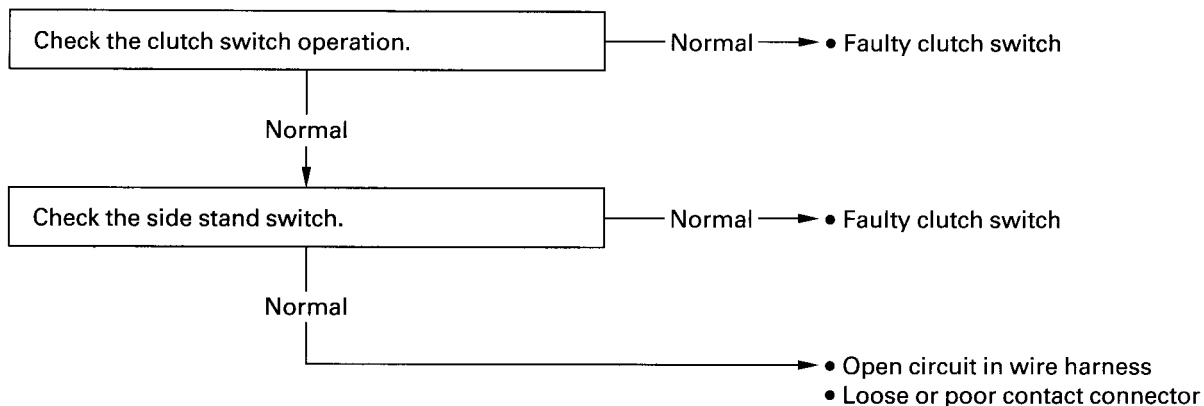 Check the clutch switch operation.
Normal
• Faulty clutch switch
Normal
Check the side stand switch.
Normal
• Faulty clutch switch
Normal
• Open circuit in wire harness
• Loose or poor contact connector